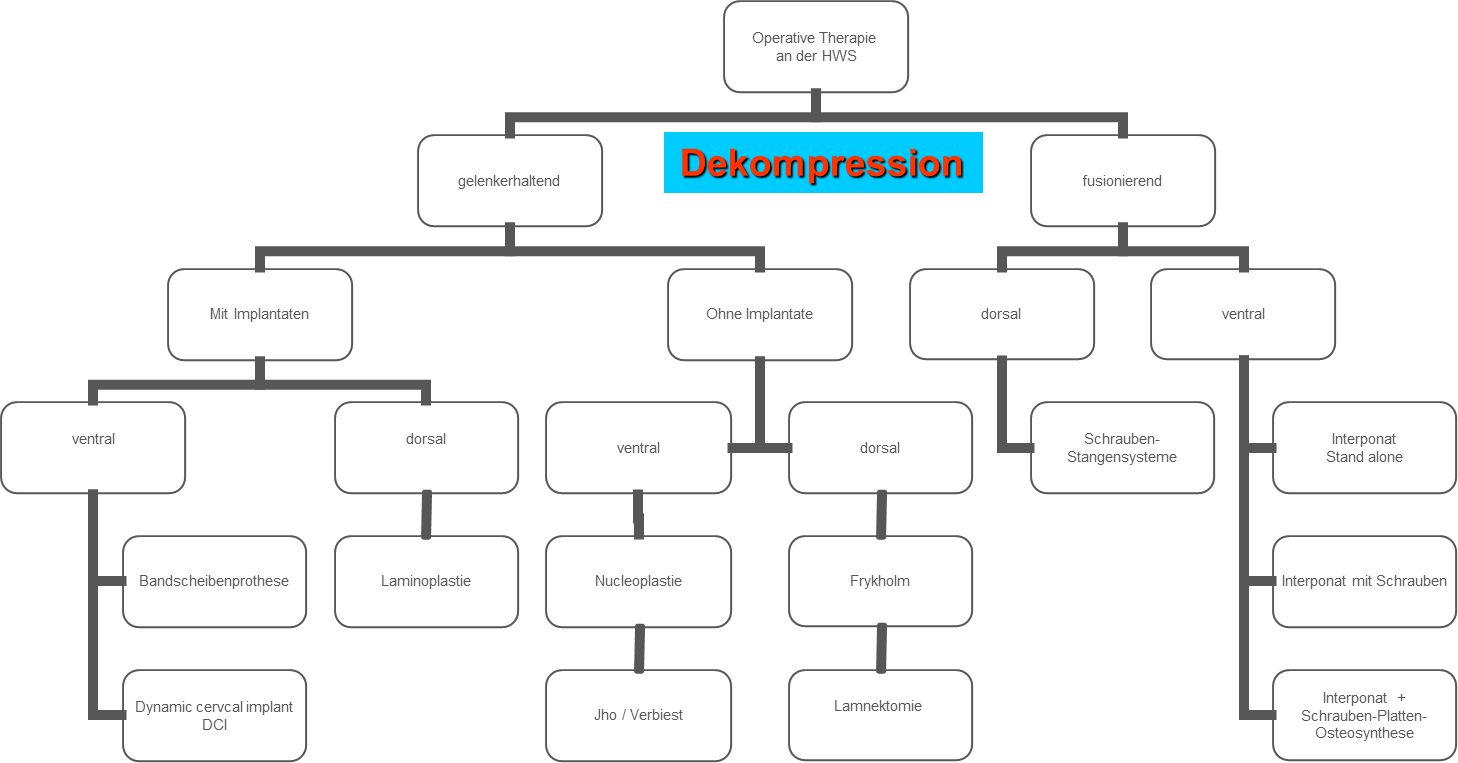 Operative Therapie
an der HWS
Dekompression
gelenkerhaltend
fusionierend
Mit Implantaten
Ohne Implantate
dorsal
ventral
ventral
dorsal
ventral
dorsal
Schrauben-
Stangensysteme
Interponat
Stand alone
Bandscheibenprothese
Laminoplastie
Nucleoplastie
Frykholm
Interponat mit Schrauben
Dynamic cervcal implant
DCI
Jho / Verbiest
Lamnektomie
Interponat +
Schrauben-Platten-
Osteosynthese